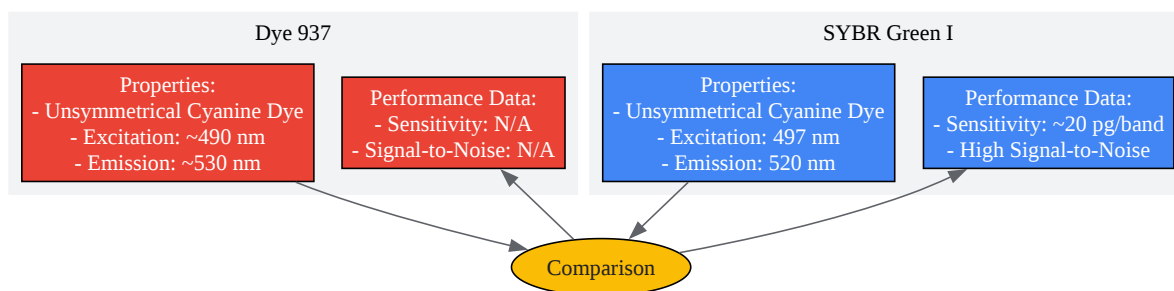 Dye 937
Properties:
- Unsymmetrical Cyanine Dye
- Excitation: ~490 nm
- Emission: ~530 nm
Performance Data:
- Sensitivity: N/A
- Signal-to-Noise: N/A
SYBR Green I
Properties:
- Unsymmetrical Cyanine Dye
- Excitation: 497 nm
- Emission: 520 nm
Performance Data:
- Sensitivity: ~20 pg/band
- High Signal-to-Noise
Comparison